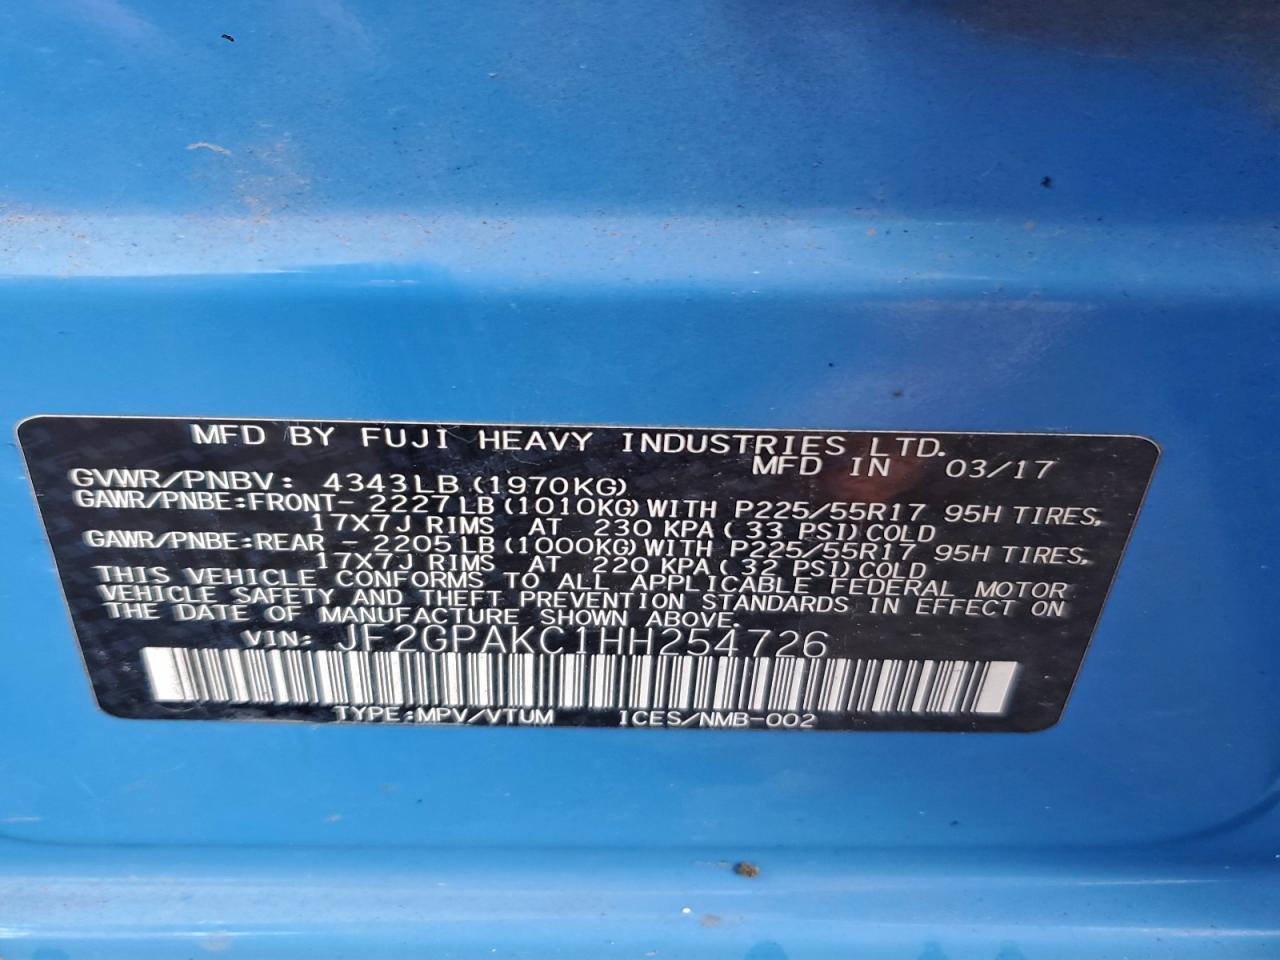 MFD BY FUJI HEAVY INDUSTRIES LTD.
MFD IN 03/17
GVWR/PNBV: 4343LB(1970KG)
GAWR/PNBE:FRONT-2227LB(1010KG)WITH P225/55R17 95H TIRES,
17X7J RIMS AT 230 KPA(33 PSI)COLD
GAWR/PNBE:REAR -2205LB(1000KG)WITH P225/55R17 95H TIRES,
17X7J RIMS AT 220 KPA(32 PSI)COLD
THIS VEHICLE CONFORMS TO ALL APPLICABLE FEDERAL MOTOR
VEHICLE SAFETY AND THEFT PREVENTION STANDARDS IN EFFECT ON
THE DATE OF MANUFACTURE SHOWN ABOVE.
VIN: JF2GPAKC1HH254726
TYPE:MPV/VTUM ICES/NMB-002